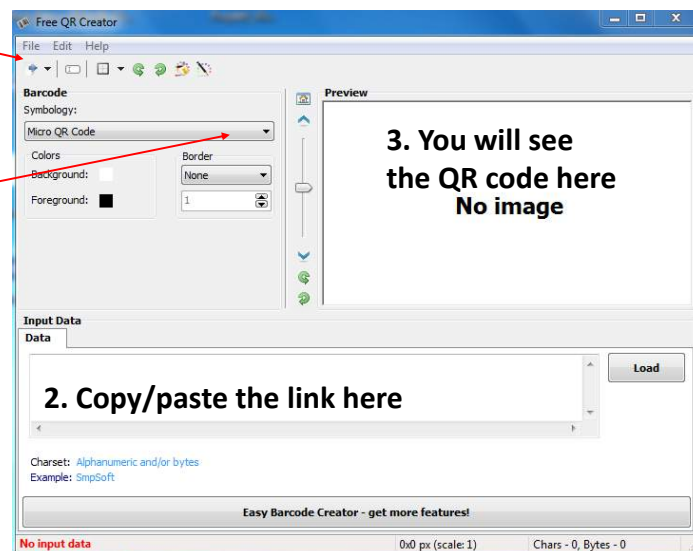 Free QR Creator
File Edit Help
Barcode
Symbology:
Micro QR Code
Colors
Background:
Foreground:
Border
None
1
Preview
3. You will see
the QR code here
No image
Input Data
Data
2. Copy/paste the link here
Load
Charset: Alphanumeric and/or bytes
Example: SmpSoft
Easy Barcode Creator - get more features!
No input data 0x0 px (scale: 1) Chars - 0, Bytes - 0